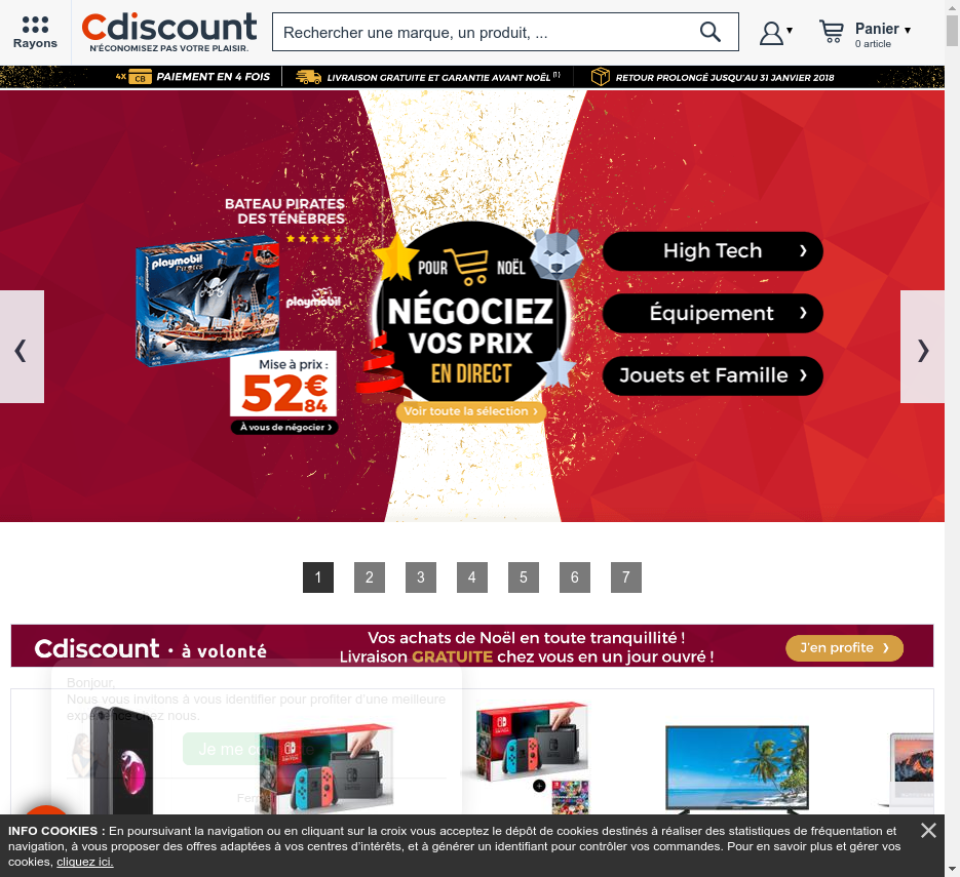 Rayons
Cdiscount
N'ÉCONOMISEZ PAS VOTRE PLAISIR.
Rechercher une marque, un produit, ...
Panier
0 article
4X CB PAIEMENT EN 4 FOIS
LIVRAISON GRATUITE ET GARANTIE AVANT NOËL (1)
RETOUR PROLONGÉ JUSQU'AU 31 JANVIER 2018
BATEAU PIRATES
DES TÉNÈBRES
playmobil
Pirates
playmobil
Mise à prix :
52€84
À vous de négocier
POUR NOËL
NÉGOCIEZ
VOS PRIX
EN DIRECT
Voir toute la sélection
High Tech
Équipement
Jouets et Famille
1 2 3 4 5 6 7
Cdiscount • à volonté
Vos achats de Noël en toute tranquillité !
Livraison GRATUITE chez vous en un jour ouvré !
J'en profite
Bonjour,
Nous vous invitons à vous identifier pour profiter d'une meilleure
expérience chez nous.
INFO COOKIES : En poursuivant la navigation ou en cliquant sur la croix vous acceptez le dépôt de cookies destinés à réaliser des statistiques de fréquentation et
navigation, à vous proposer des offres adaptées à vos centres d'intérêts, et à générer un identifiant pour contrôler vos commandes. Pour en savoir plus et gérer vos
cookies, cliquez ici.